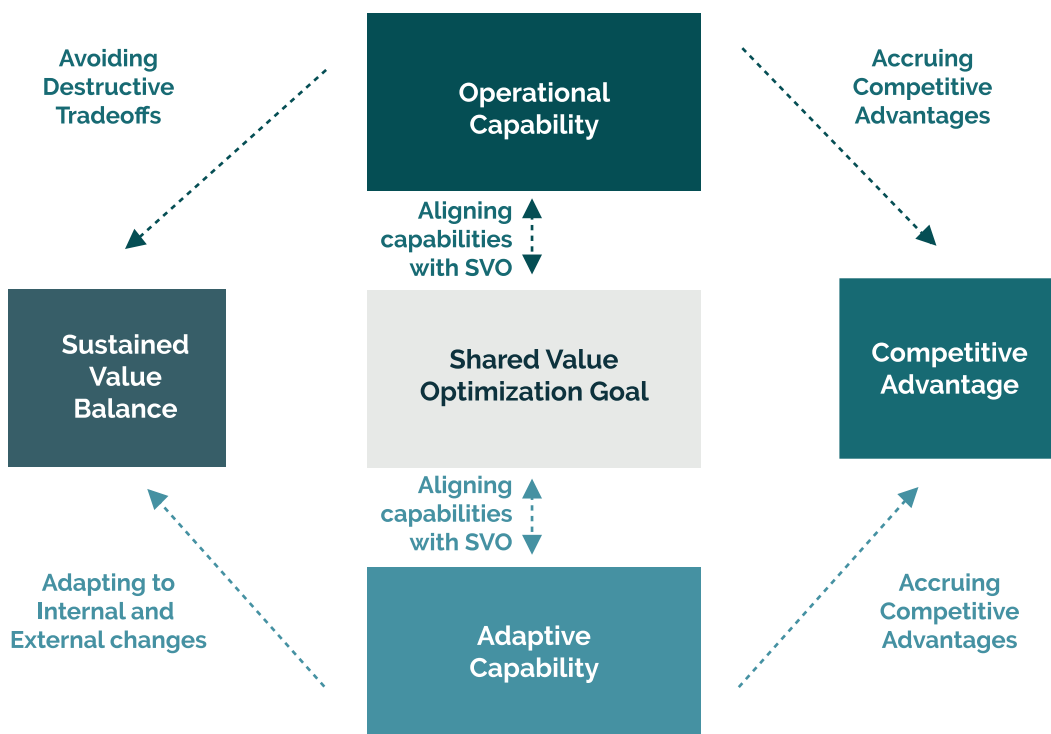 Avoiding
Destructive
Tradeoffs
Operational
Capability
Accruing
Competitive
Advantages
Aligning
capabilities
with SVO
Sustained
Value
Balance
Shared Value
Optimization Goal
Competitive
Advantage
Aligning
capabilities
with SVO
Adapting to
Internal and
External changes
Adaptive
Capability
Accruing
Competitive
Advantages